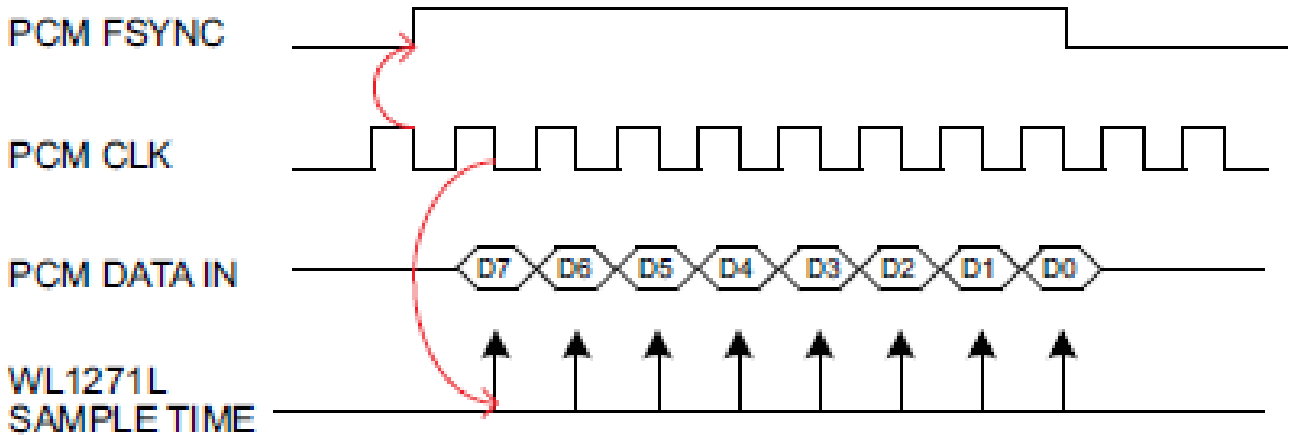 PCM FSYNC
PCM CLK
PCM DATA IN
D7 D6 D5 D4 D3 D2 D1 D0
WL1271L
SAMPLE TIME